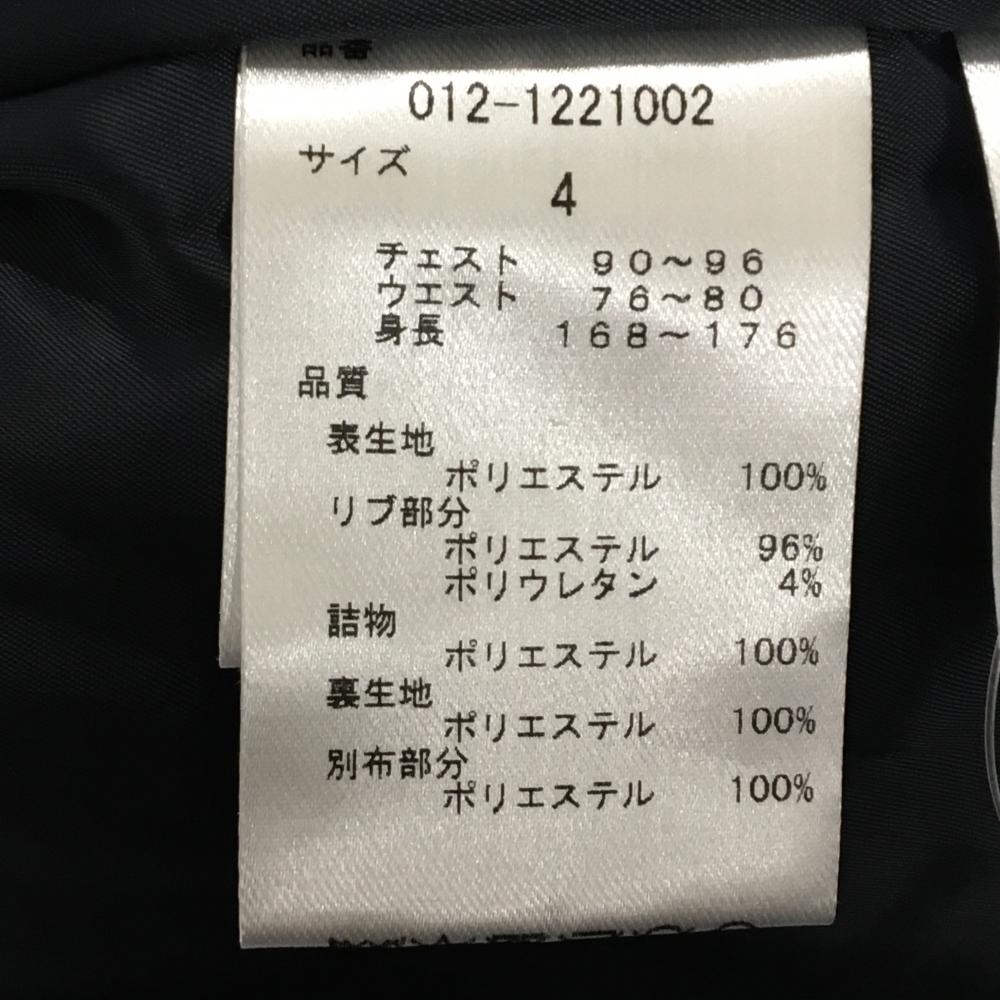 品番
012-1221002
サイズ
4
チェスト 90~96
ウエスト 76~80
身長 168~176
品質
表生地
ポリエステル 100%
リブ部分
ポリエステル 96%
ポリウレタン 4%
詰物
ポリエステル 100%
裏生地
ポリエステル 100%
別布部分
ポリエステル 100%